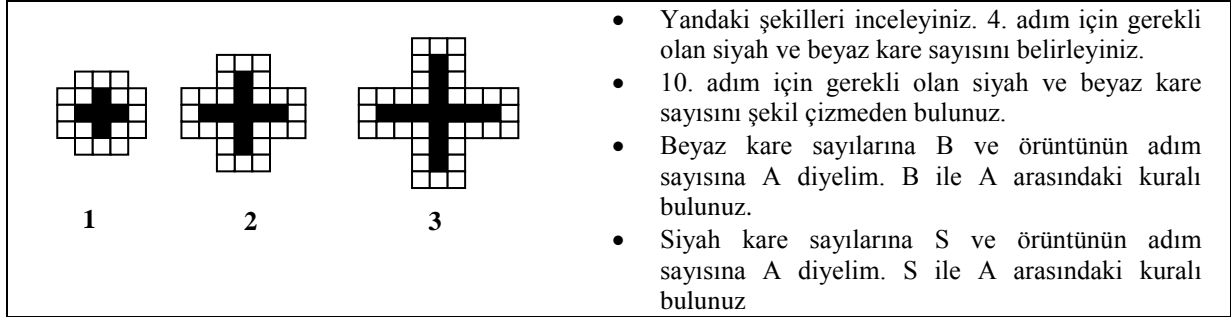 1 2 3
• Yandaki şekilleri inceleyiniz. 4. adım için gerekli
olan siyah ve beyaz kare sayısını belirleyiniz.
• 10. adım için gerekli olan siyah ve beyaz kare
sayısını şekil çizmeden bulunuz.
• Beyaz kare sayılarına B ve örüntünün adım
sayısına A diyelim. B ile A arasındaki kuralı
bulunuz.
• Siyah kare sayılarına S ve örüntünün adım
sayısına A diyelim. S ile A arasındaki kuralı
bulunuz